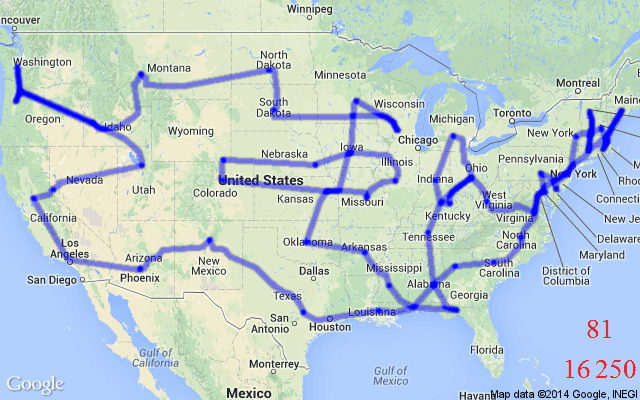 Winnipeg
Vancouver
Washington
Montana
North
Dakota
Minnesota
Montreal
Maine
Oregon
Idaho
South
Dakota
Wisconsin
Michigan
Toronto
New York
Wyoming
Iowa
Chicago
Nebraska
Illinois
Pennsylvania
Nevada
Utah
Colorado
United States
Indiana
Ohio
New York
Kansas
Missouri
West
Virginia
Kentucky
Virginia
California
Connecticut
New Jersey
Delaware
Maryland
District of
Columbia
Los
Angeles
Arizona
New
Mexico
Oklahoma
Arkansas
Tennessee
North
Carolina
South
Carolina
San Diego
Phoenix
Dallas
Mississippi
Alabama
Georgia
Texas
San
Antonio
Houston
Louisiana
Gulf of
California
Florida
Monterrey
Gulf of
Mexico
Mexico
Havana
81
16 250
Google
Map data ©2014 Google, INEGI